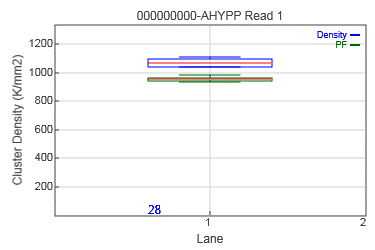 000000000-AHYPP Read 1
Density
PF
Cluster Density (K/mm2)
1200
1000
800
600
400
200
28
1
2
Lane